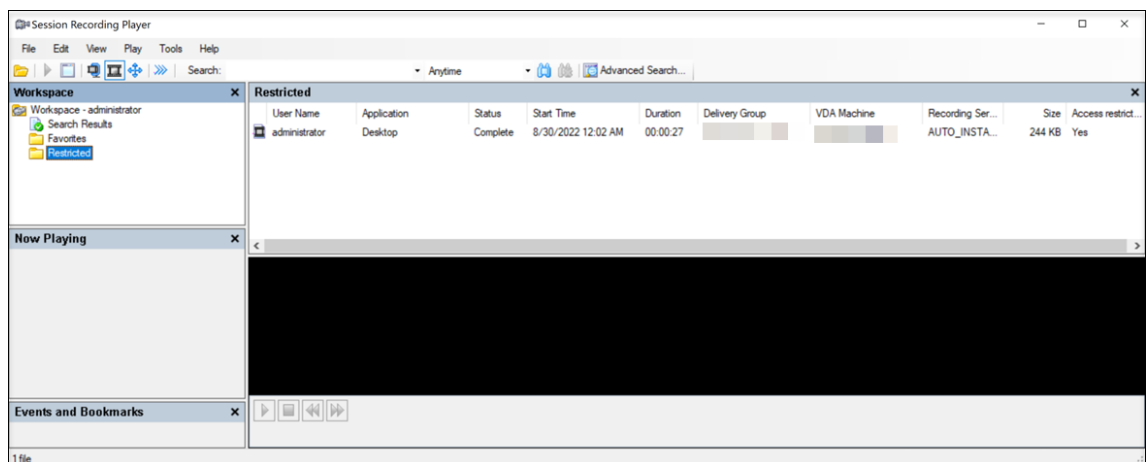 Session Recording Player
File Edit View Play Tools Help
Search: Anytime Advanced Search...
Workspace
Workspace - administrator
Search Results
Favorites
Restricted
Restricted
User Name Application Status Start Time Duration Delivery Group VDA Machine Recording Ser... Size Access restrict...
administrator Desktop Complete 8/30/2022 12:02 AM 00:00:27 AUTO_INSTA... 244 KB Yes
Now Playing
Events and Bookmarks
1 file